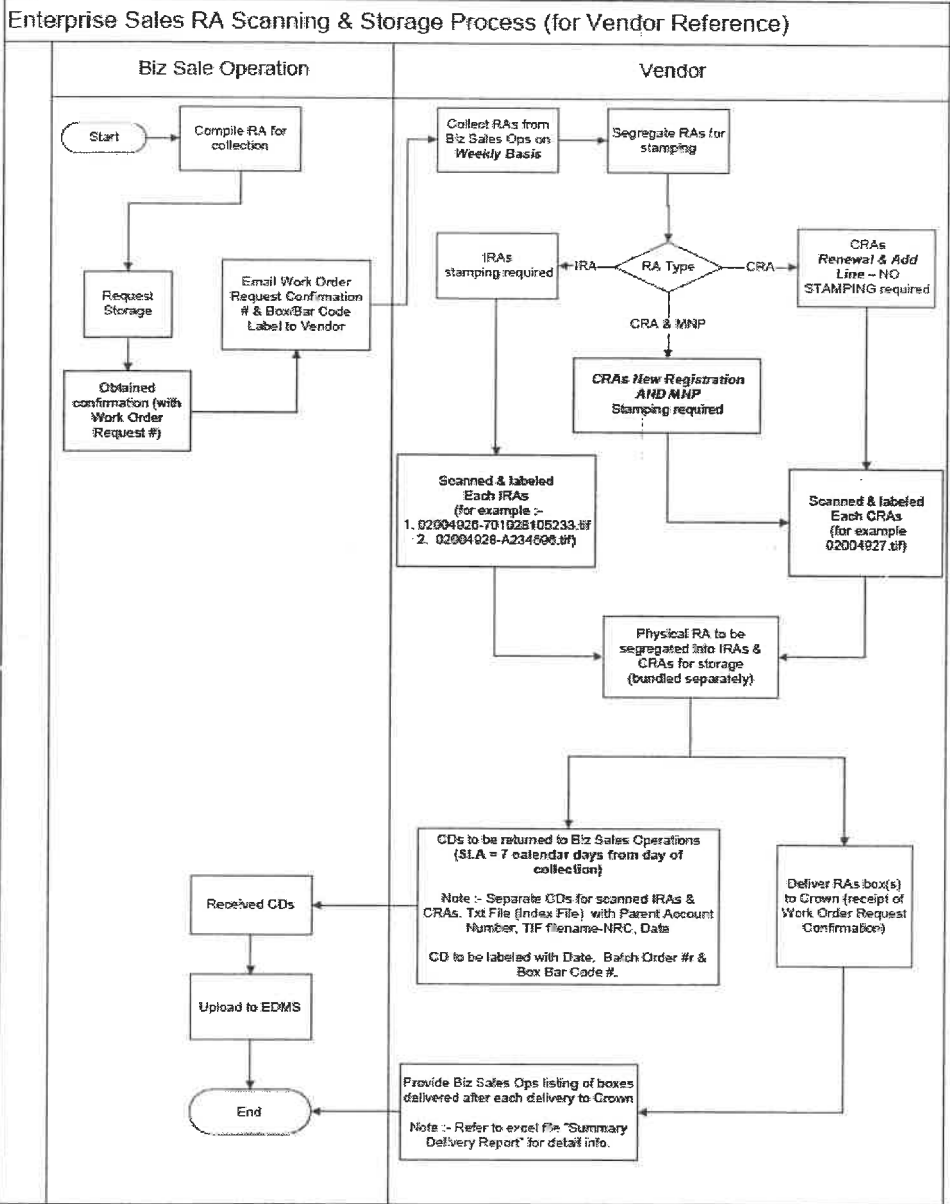 Enterprise Sales RA Scanning & Storage Process (for Vendor Reference)
Biz Sale Operation
Vendor
Start
Compile RA for
collection
Request
Storage
Obtained
confirmation (with
Work Order
Request #)
Email Work Order
Request Confirmation
# & Box/Bar Code
Label to Vendor
Collect RAs from
Biz Sales Ops on
Weekly Basis
Segregate RAs for
stamping
RA Type
IRA
CRA
CRA & MNP
IRAs
stamping required
CRAs
Renewal & Add
Line – NO
STAMPING required
CRAs New Registration
AND MNP
Stamping required
Scanned & labeled
Each IRAs
(for example :-
1. 02004926-701028105233.tif
2. 02004928-A234596.tif)
Scanned & labeled
Each CRAs
(for example
02004927.tif)
Physical RA to be
segregated into IRAs &
CRAs for storage
(bundled separately)
CDs to be returned to Biz Sales Operations
(SLA = 7 calendar days from day of
collection)
Note :- Separate CDs for scanned IRAs &
CRAs. Txt File (Index File) with Parent Account
Number, TIF filename-NRC, Date
CD to be labeled with Date, Batch Order #r &
Box Bar Code #.
Deliver RAs box(s)
to Crown (receipt of
Work Order Request
Confirmation)
Received CDs
Upload to EDMS
End
Provide Biz Sales Ops listing of boxes
delivered after each delivery to Crown
Note :- Refer to excel file "Summary
Delivery Report" for detail info.